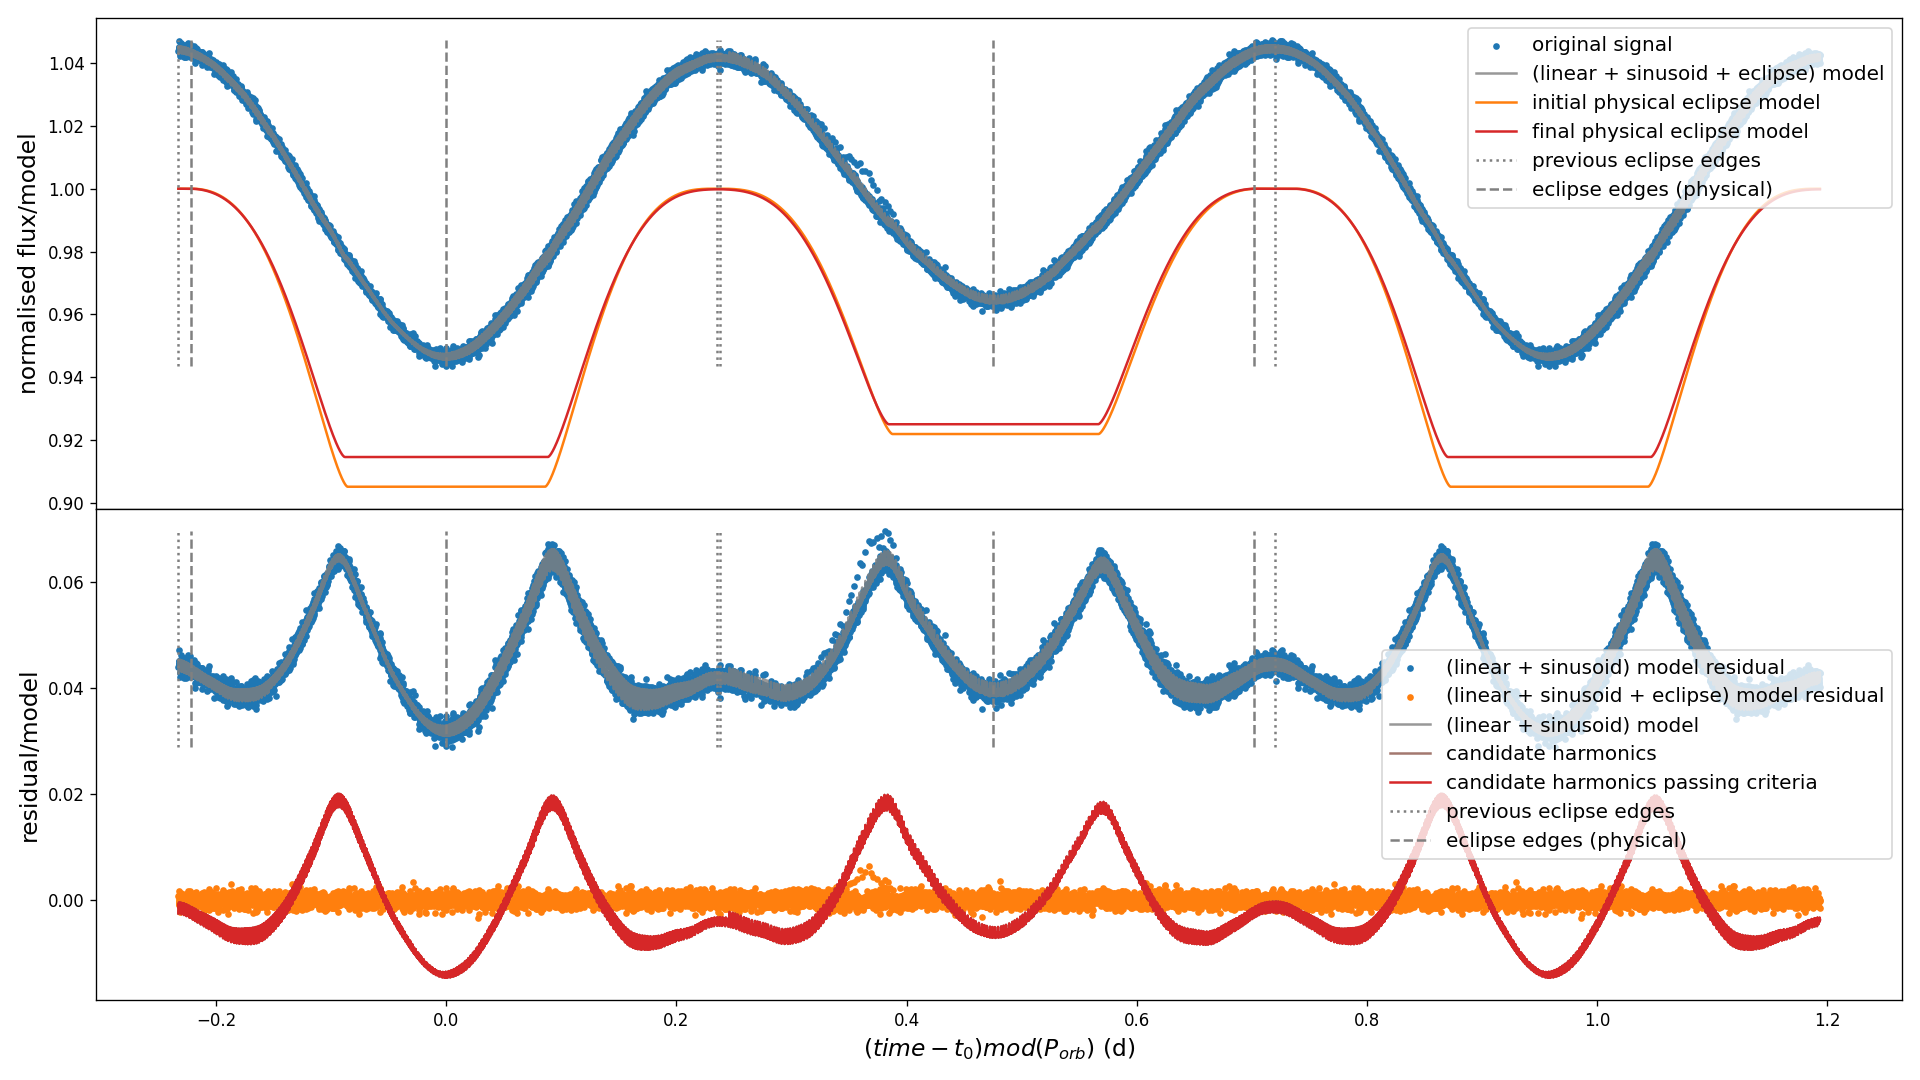 normalised flux/model
1.04
1.02
1.00
0.98
0.96
0.94
0.92
0.90
original signal
(linear + sinusoid + eclipse) model
initial physical eclipse model
final physical eclipse model
previous eclipse edges
eclipse edges (physical)
residual/model
0.06
0.04
0.02
0.00
(linear + sinusoid) model residual
(linear + sinusoid + eclipse) model residual
(linear + sinusoid) model
candidate harmonics
candidate harmonics passing criteria
previous eclipse edges
eclipse edges (physical)
−0.2 0.0 0.2 0.4 0.6 0.8 1.0 1.2
(time − t₀)mod(P_orb) (d)